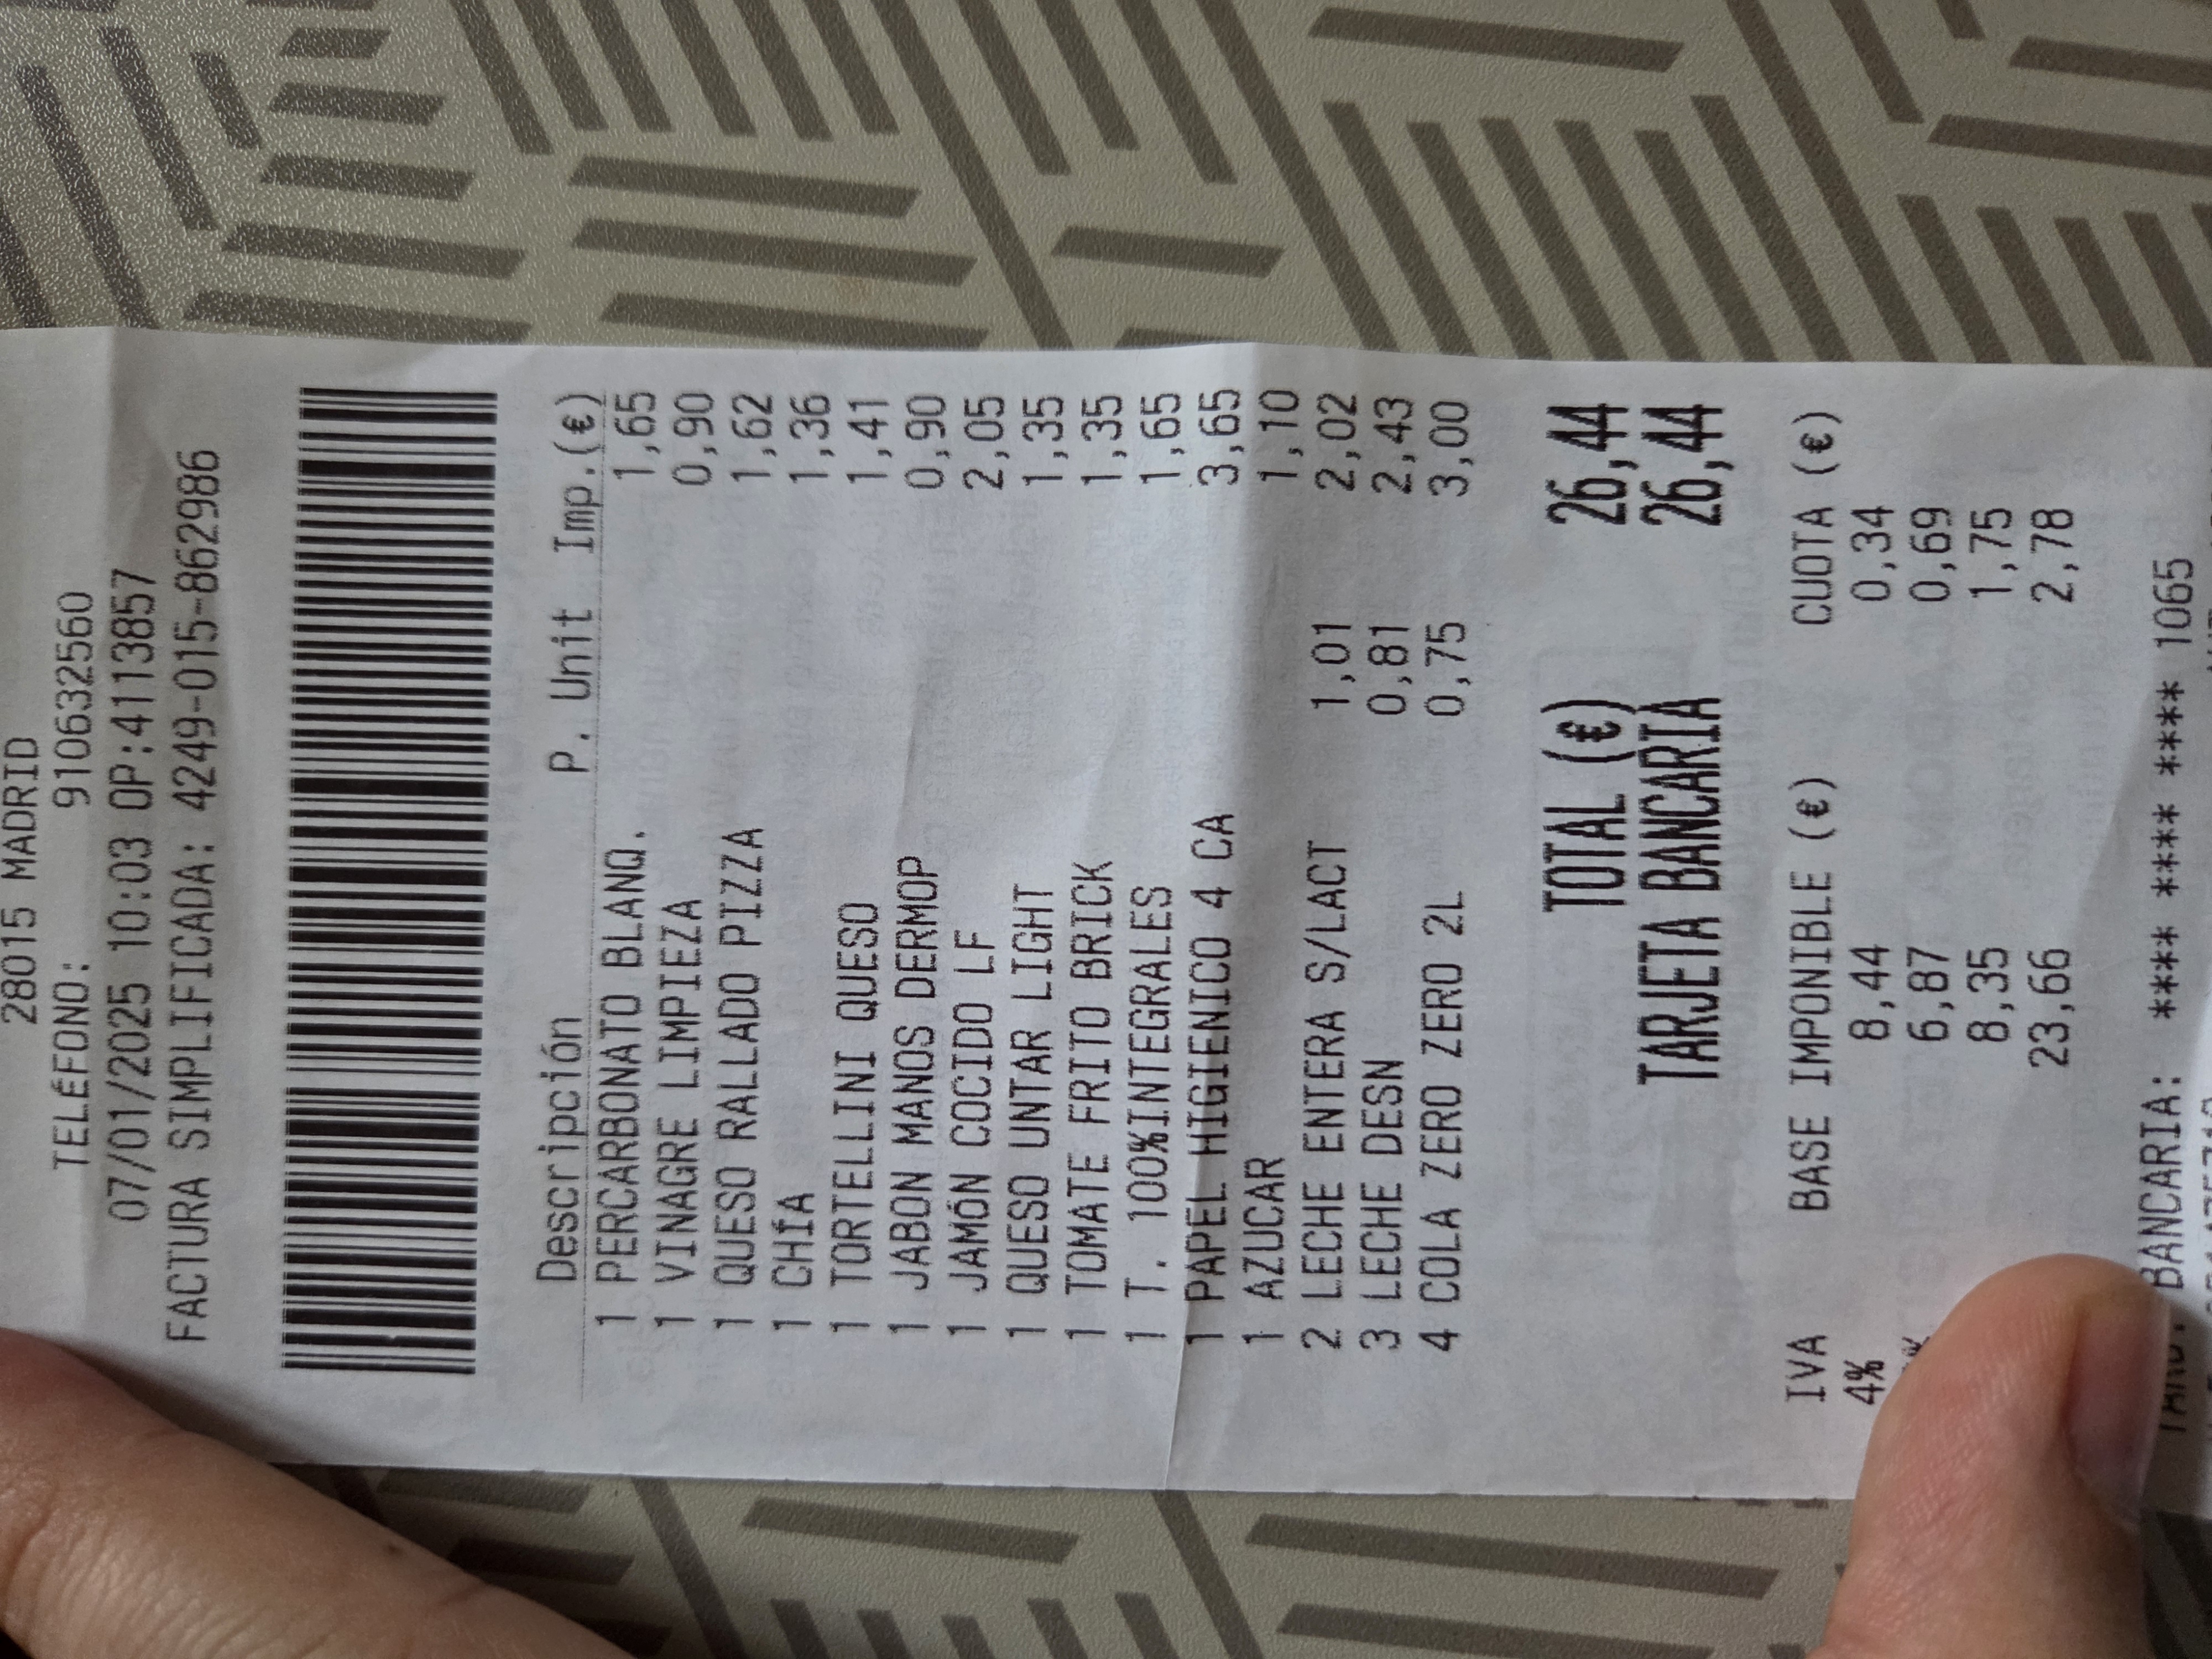 28015 MADRID
TELÉFONO: 910632560
07/01/2025 10:03 OP:4113857
FACTURA SIMPLIFICADA: 4249-015-862986
Descripción P. Unit Imp.(€)
1 PERCARBONATO BLANQ. 1,65
1 VINAGRE LIMPIEZA 0,90
1 QUESO RALLADO PIZZA 1,62
1 CHÍA 1,36
1 TORTELLINI QUESO 1,41
1 JABON MANOS DERMOP 0,90
1 JAMÓN COCIDO LF 2,05
1 QUESO UNTAR LIGHT 1,35
1 TOMATE FRITO BRICK 1,35
1 T. 100%INTEGRALES 1,65
1 PAPEL HIGIENICO 4 CA 3,65
1 AZUCAR 1,10
2 LECHE ENTERA S/LACT 1,01 2,02
3 LECHE DESN 0,81 2,43
4 COLA ZERO ZERO 2L 0,75 3,00
TOTAL (€) 26,44
TARJETA BANCARIA 26,44
IVA BASE IMPONIBLE (€) CUOTA (€)
4% 8,44 0,34
6,87 0,69
8,35 1,75
23,66 2,78
BANCARIA: **** **** **** 1065